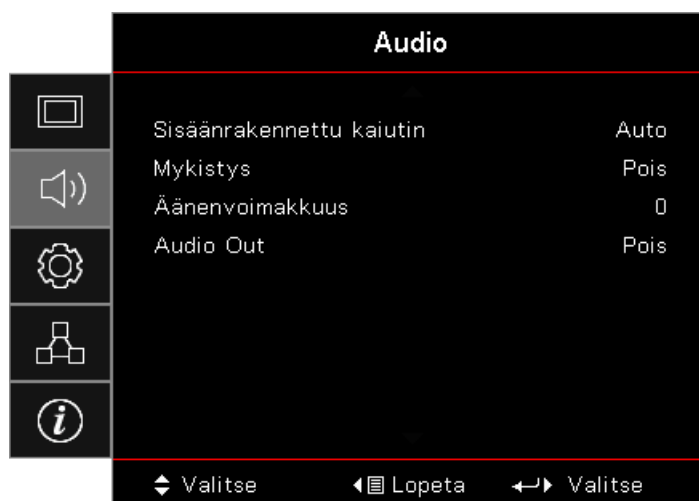 Audio
Sisäänrakennettu kaiutin Auto
Mykistys Pois
Äänenvoimakkuus 0
Audio Out Pois
Valitse Lopeta Valitse